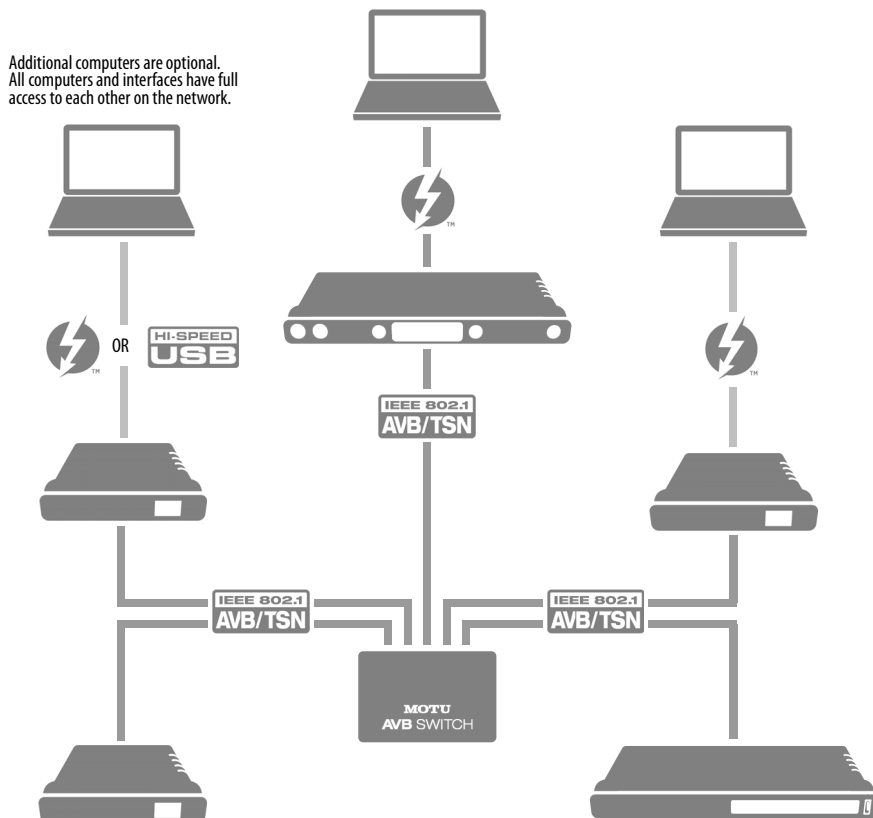 Additional computers are optional.
All computers and interfaces have full
access to each other on the network.
TM
TM
OR
HI-SPEED
USB
TM
IEEE 802.1
AVB/TSN
IEEE 802.1
AVB/TSN
IEEE 802.1
AVB/TSN
MOTU
AVB SWITCH